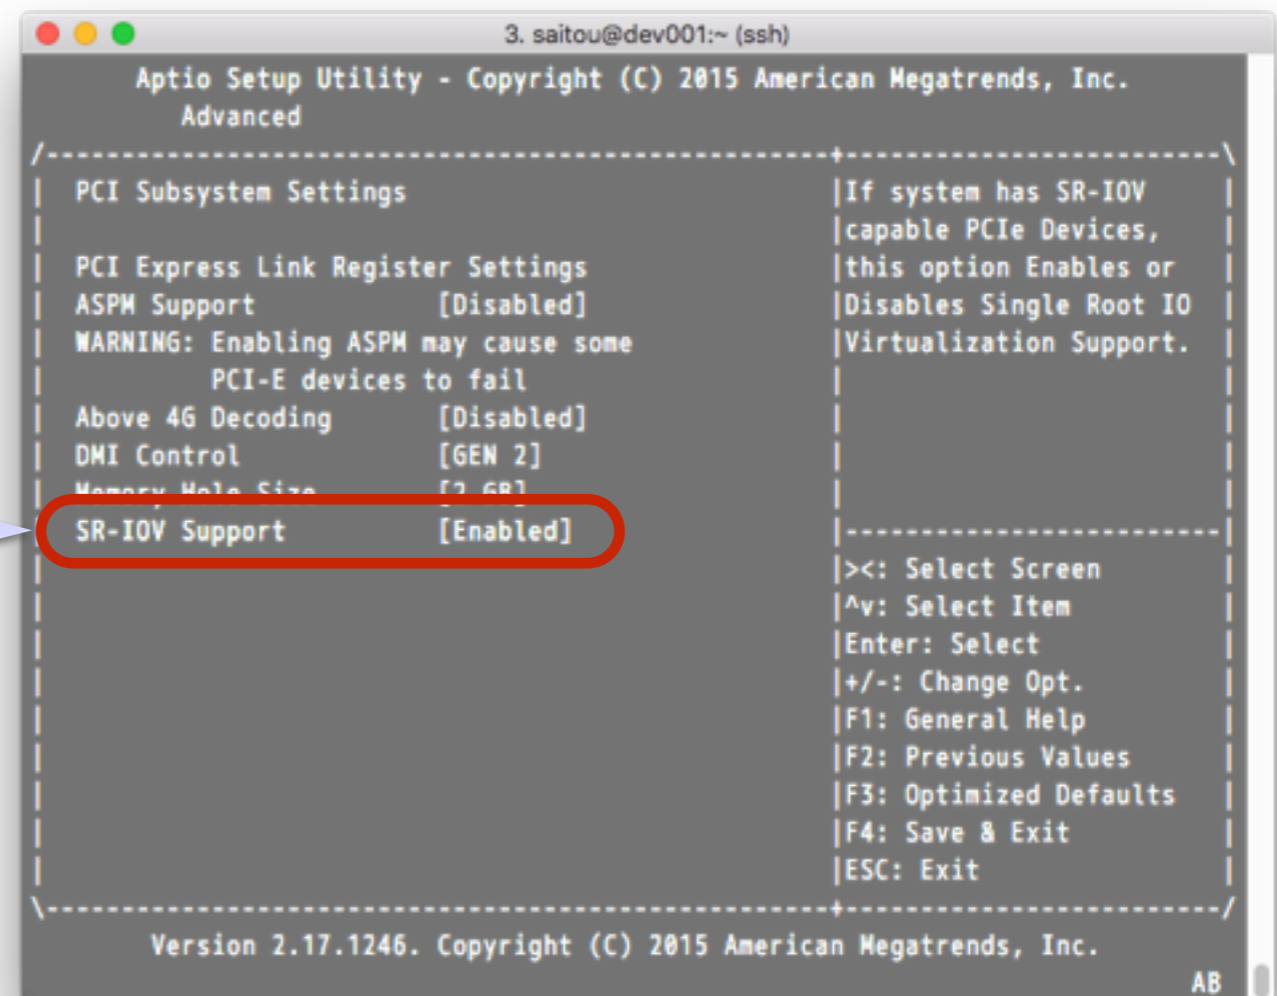 3. saitou@dev001:~ (ssh)
Aptio Setup Utility - Copyright (C) 2015 American Megatrends, Inc.
Advanced
/----------------------------------------------------+-------------------------\
| PCI Subsystem Settings |If system has SR-IOV |
| |capable PCIe Devices, |
| PCI Express Link Register Settings |this option Enables or |
| ASPM Support [Disabled] |Disables Single Root IO |
| WARNING: Enabling ASPM may cause some |Virtualization Support. |
| PCI-E devices to fail | |
| Above 4G Decoding [Disabled] | |
| DMI Control [GEN 2] | |
| Memory Hole Size [2 GB] | |
| SR-IOV Support [Enabled] |-------------------------|
| |><: Select Screen |
| |^v: Select Item |
| |Enter: Select |
| |+/-: Change Opt. |
| |F1: General Help |
| |F2: Previous Values |
| |F3: Optimized Defaults |
| |F4: Save & Exit |
| |ESC: Exit |
\----------------------------------------------------+-------------------------/
Version 2.17.1246. Copyright (C) 2015 American Megatrends, Inc.
AB